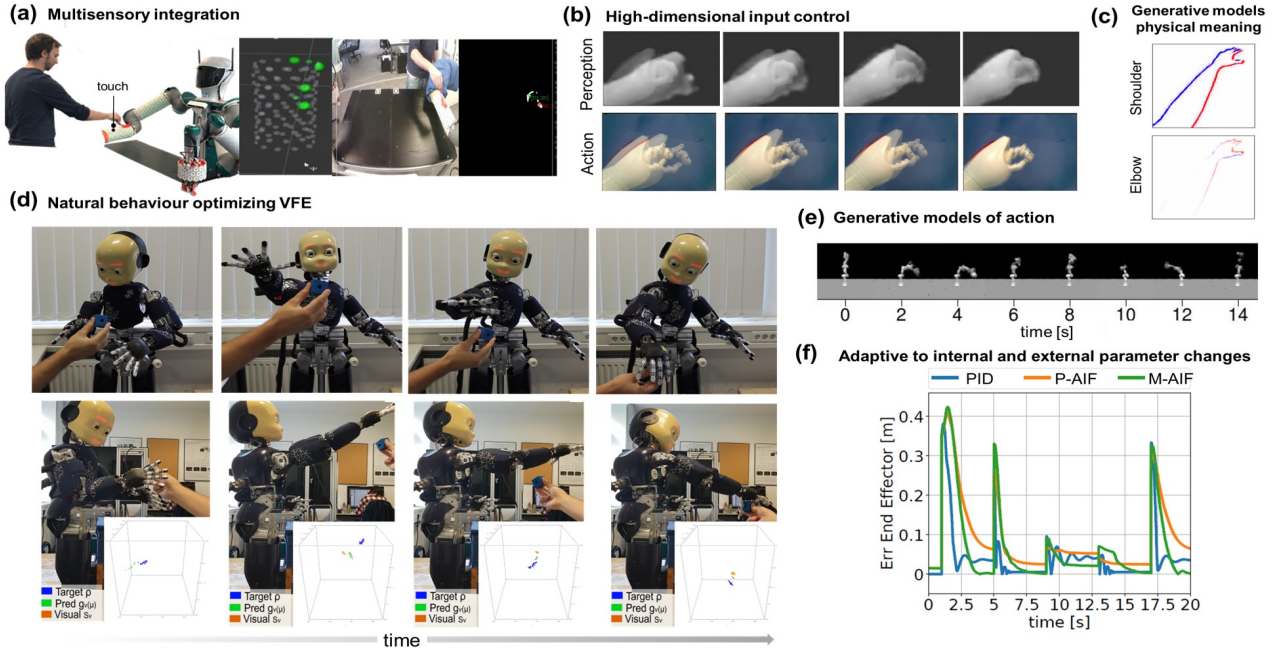 (a) Multisensory integration
touch
(b) High-dimensional input control
Perception
Action
(c) Generative models
physical meaning
Shoulder
Elbow
(d) Natural behaviour optimizing VFE
Target ρ
Pred gᵥ(μ)
Visual sᵥ
Target ρ
Pred gᵥ(μ)
Visual sᵥ
Target ρ
Pred gᵥ(μ)
Visual sᵥ
Target ρ
Pred gᵥ(μ)
Visual sᵥ
time
(e) Generative models of action
0 2 4 6 8 10 12 14
time [s]
(f) Adaptive to internal and external parameter changes
PID P-AIF M-AIF
Err End Effector [m]
0.4
0.3
0.2
0.1
0
0 2.5 5 7.5 10 12.5 15 17.5 20
time [s]